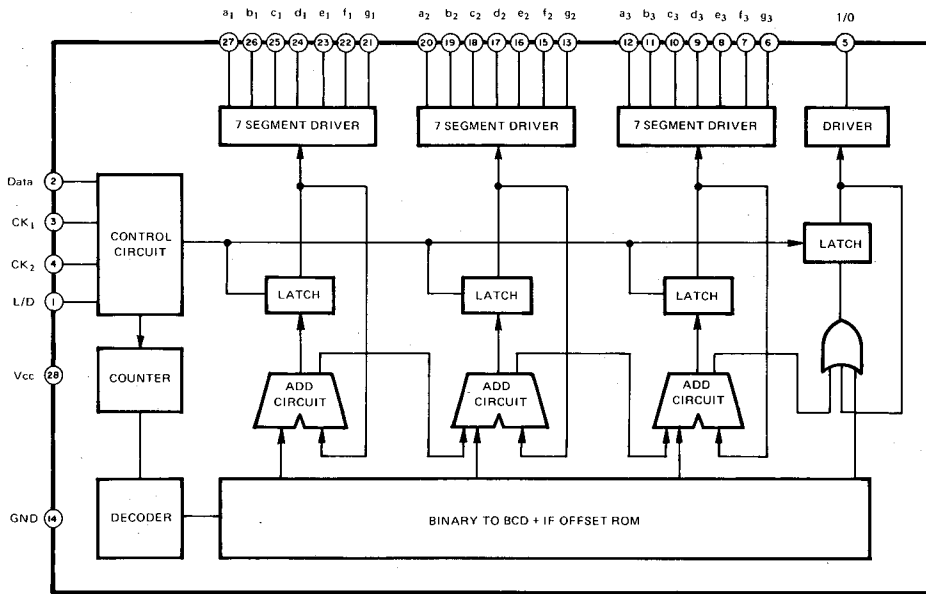 a1 b1 c1 d1 e1 f1 g1 a2 b2 c2 d2 e2 f2 g2 a3 b3 c3 d3 e3 f3 g3 1/0
27 26 25 24 23 22 21 20 19 18 17 16 15 13 12 11 10 9 8 7 6 5
7 SEGMENT DRIVER 7 SEGMENT DRIVER 7 SEGMENT DRIVER DRIVER
Data 2
CK1 3
CK2 4
L/D 1
CONTROL
CIRCUIT
LATCH
LATCH LATCH LATCH
Vcc 28
COUNTER
ADD
CIRCUIT
ADD
CIRCUIT
ADD
CIRCUIT
GND 14
DECODER
BINARY TO BCD + IF OFFSET ROM